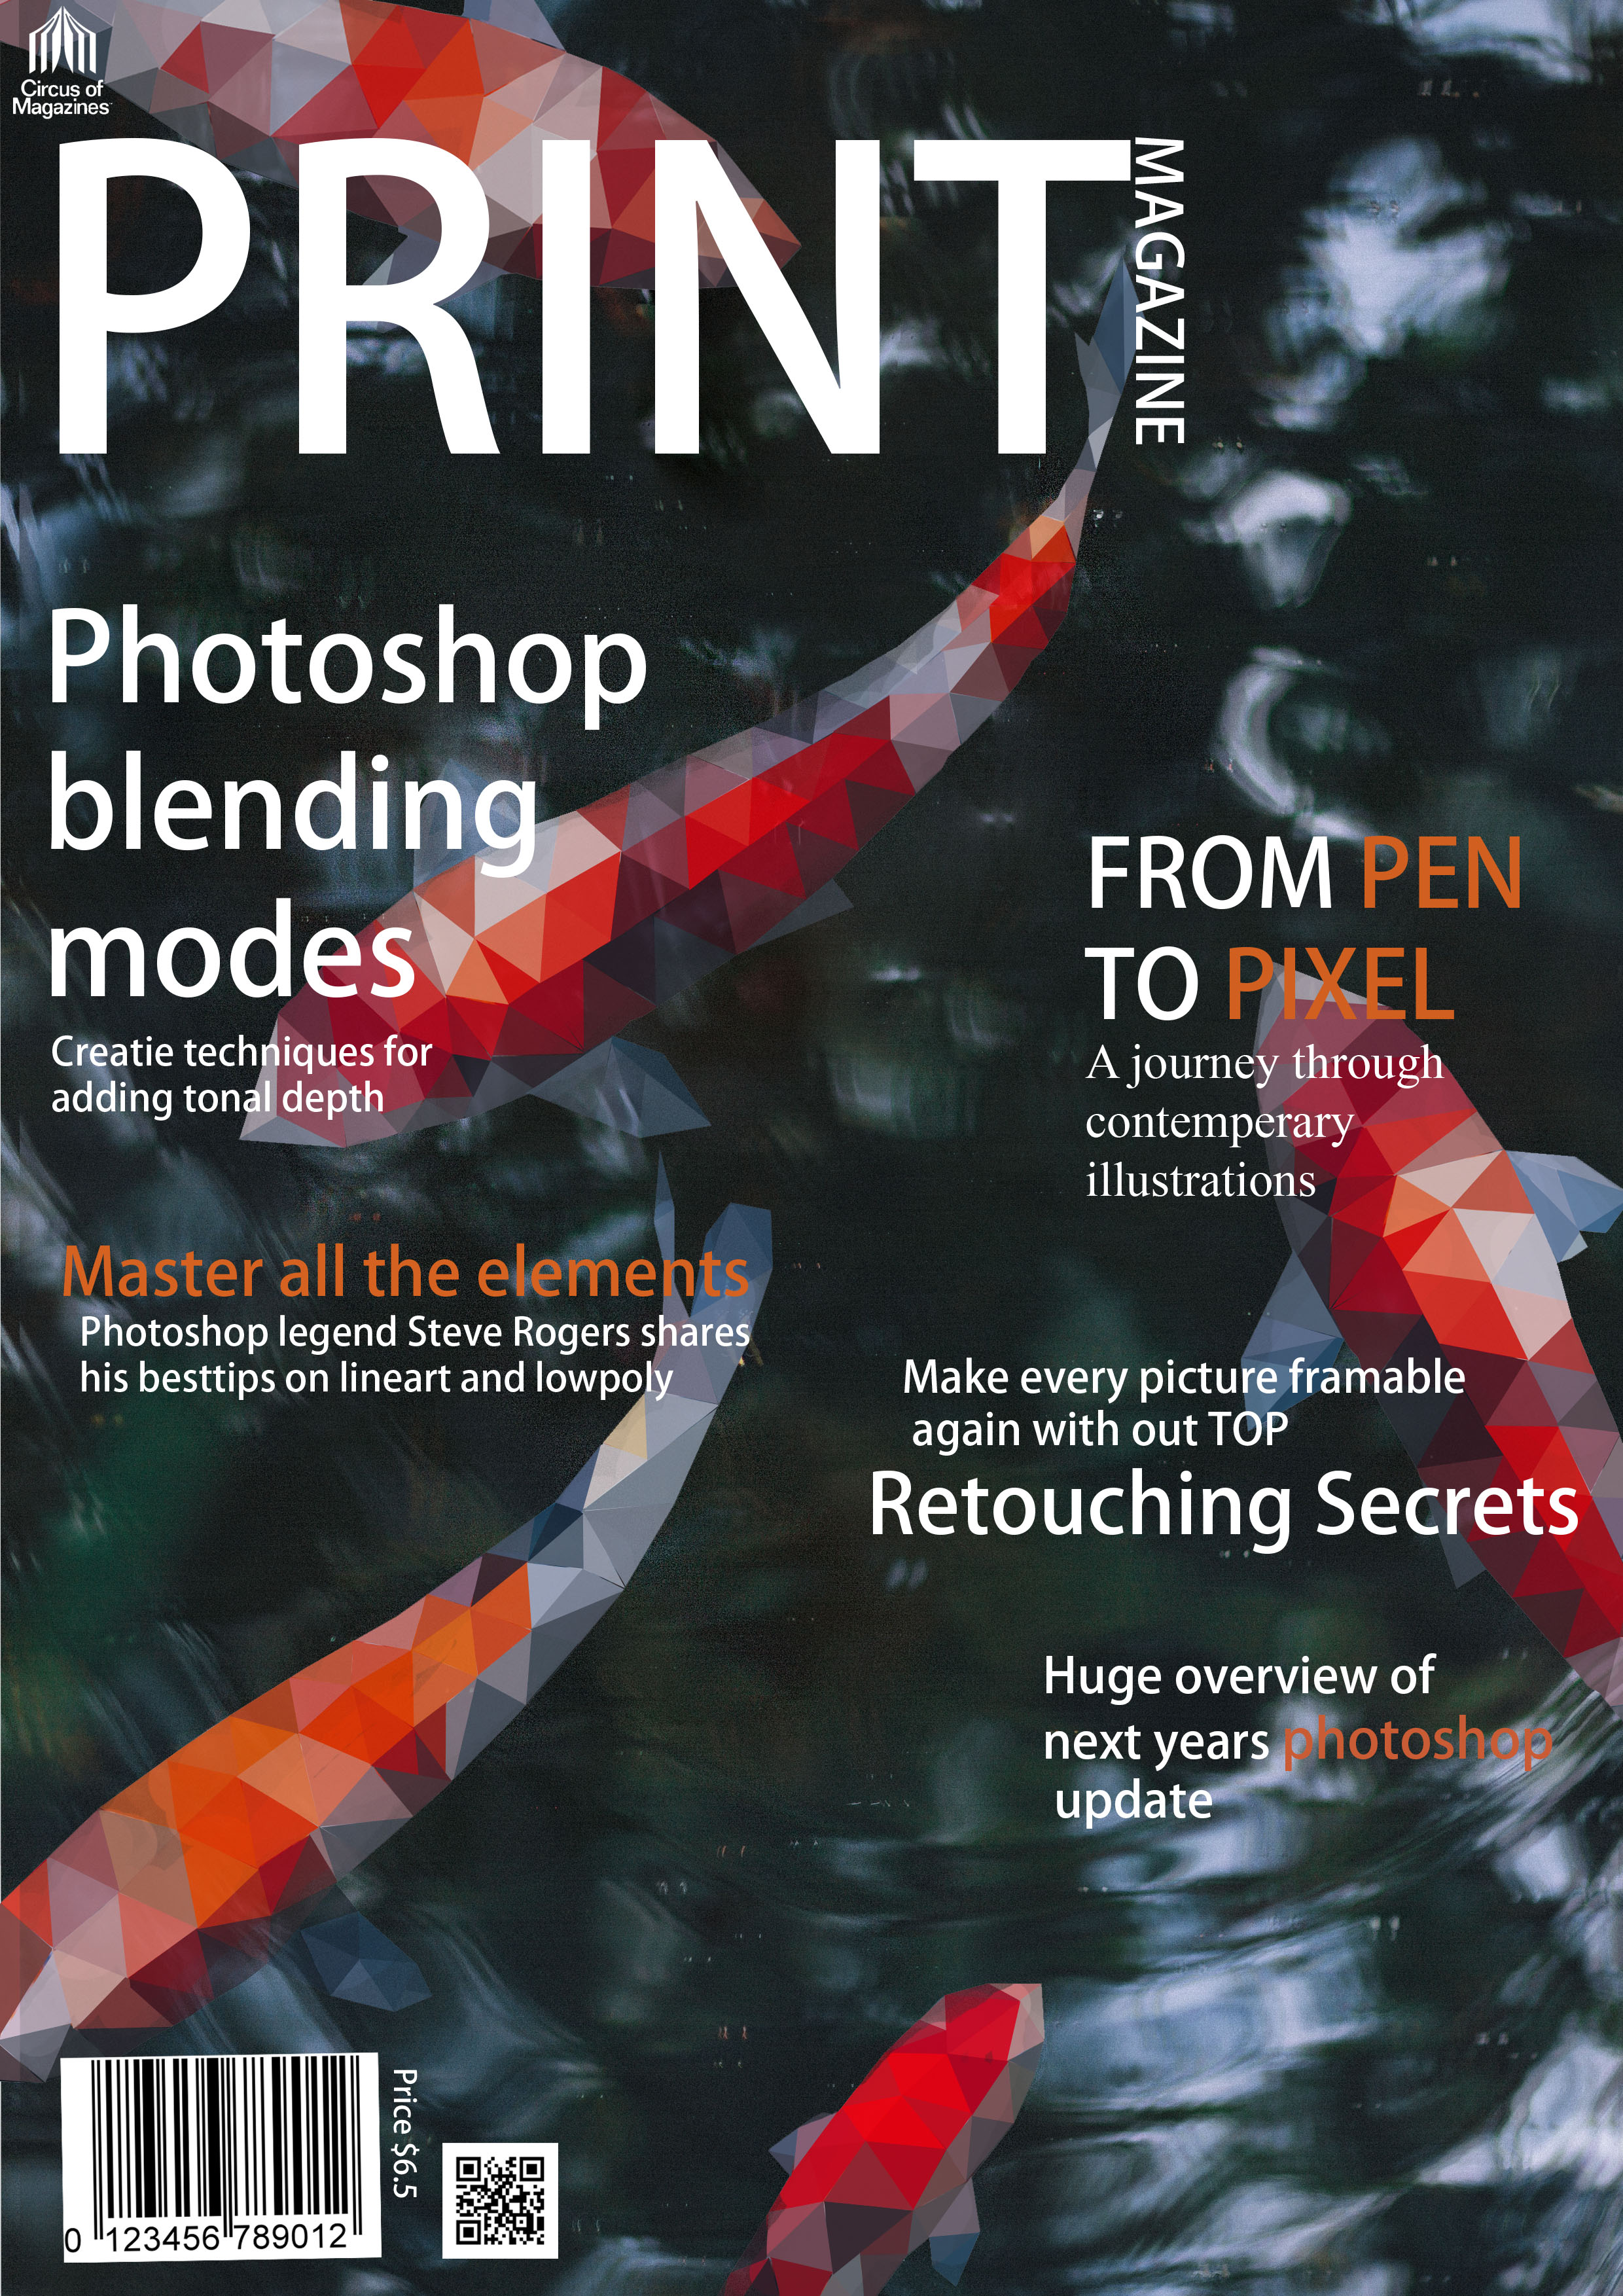 Circus of
Magazines
PRINT
MAGAZINE
Photoshop
blending
modes
Creatie techniques for
adding tonal depth
FROM PEN
TO PIXEL
A journey through
contemperary
illustrations
Master all the elements
Photoshop legend Steve Rogers shares
his besttips on lineart and lowpoly
Make every picture framable
again with out TOP
Retouching Secrets
Huge overview of
next years photoshop
update
Price $6.5
0 123456 789012